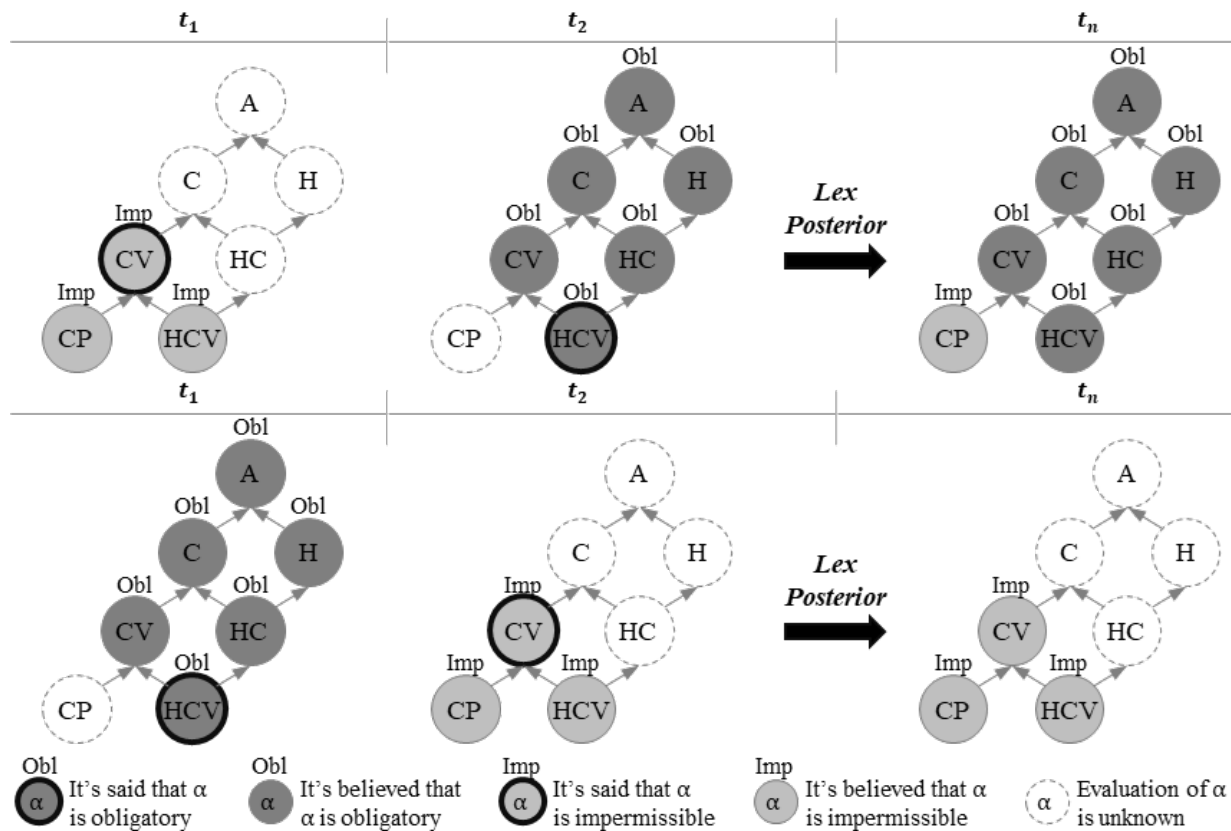 t₁ t₂ tₙ
Obl
A A A
Obl Obl Obl Obl
C H C H C H
Lex
Posterior
Imp Obl Obl Obl Obl
CV HC CV HC CV HC
Imp Imp Obl Imp Obl
CP HCV CP HCV CP HCV
t₁ t₂ tₙ
Obl
A A A
Obl Obl
C H C H C H
Lex
Posterior
Obl Obl Imp Imp
CV HC CV HC CV HC
Obl Imp Imp Imp Imp
CP HCV CP HCV CP HCV
Obl Obl Imp Imp
α It's said that α α It's believed that α It's said that α α It's believed that α α Evaluation of α
is obligatory α is obligatory is impermissible is impermissible is unknown